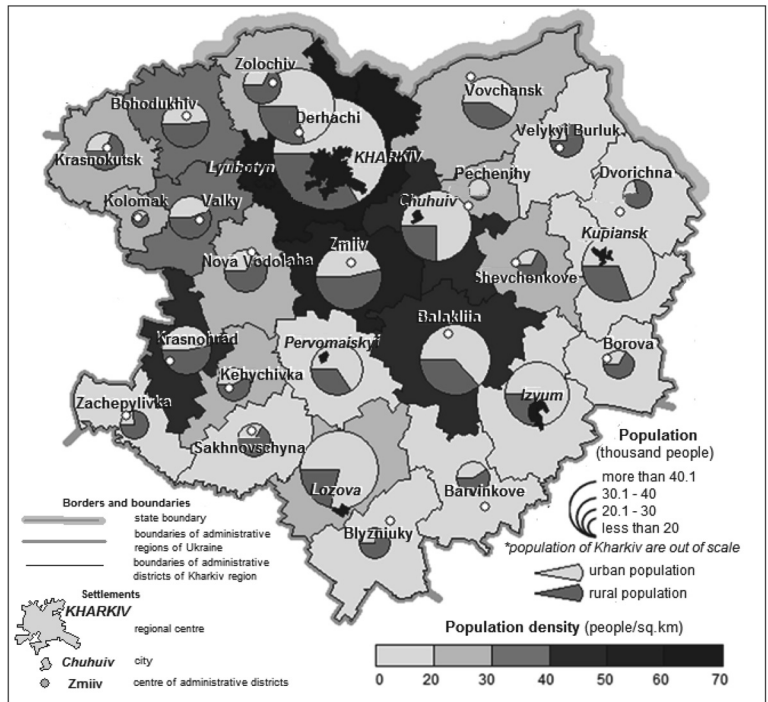 Zolochiv
Vovchansk
Bohodukhiv
Derhachi
Velykyi Burluk
Krasnokutsk
Lyubotyn
KHARKIV
Pechenihy
Dvorichna
Kolomak
Valky
Chuhuiv
Kupiansk
Zmiiv
Nova Vodolaha
Shevchenkove
Balakliia
Krasnohrad
Pervomaiskyi
Borova
Kehychivka
Zachepylivka
Izyum
Sakhnovschyna
Lozova
Barvinkove
Blyzniuky
Population
(thousand people)
more than 40.1
30.1 - 40
20.1 - 30
less than 20
*population of Kharkiv are out of scale
urban population
rural population
Borders and boundaries
state boundary
boundaries of administrative
regions of Ukraine
boundaries of administrative
districts of Kharkiv region
Settlements
KHARKIV
regional centre
Chuhuiv
city
Zmiiv
centre of administrative districts
Population density (people/sq.km)
0 20 30 40 50 60 70